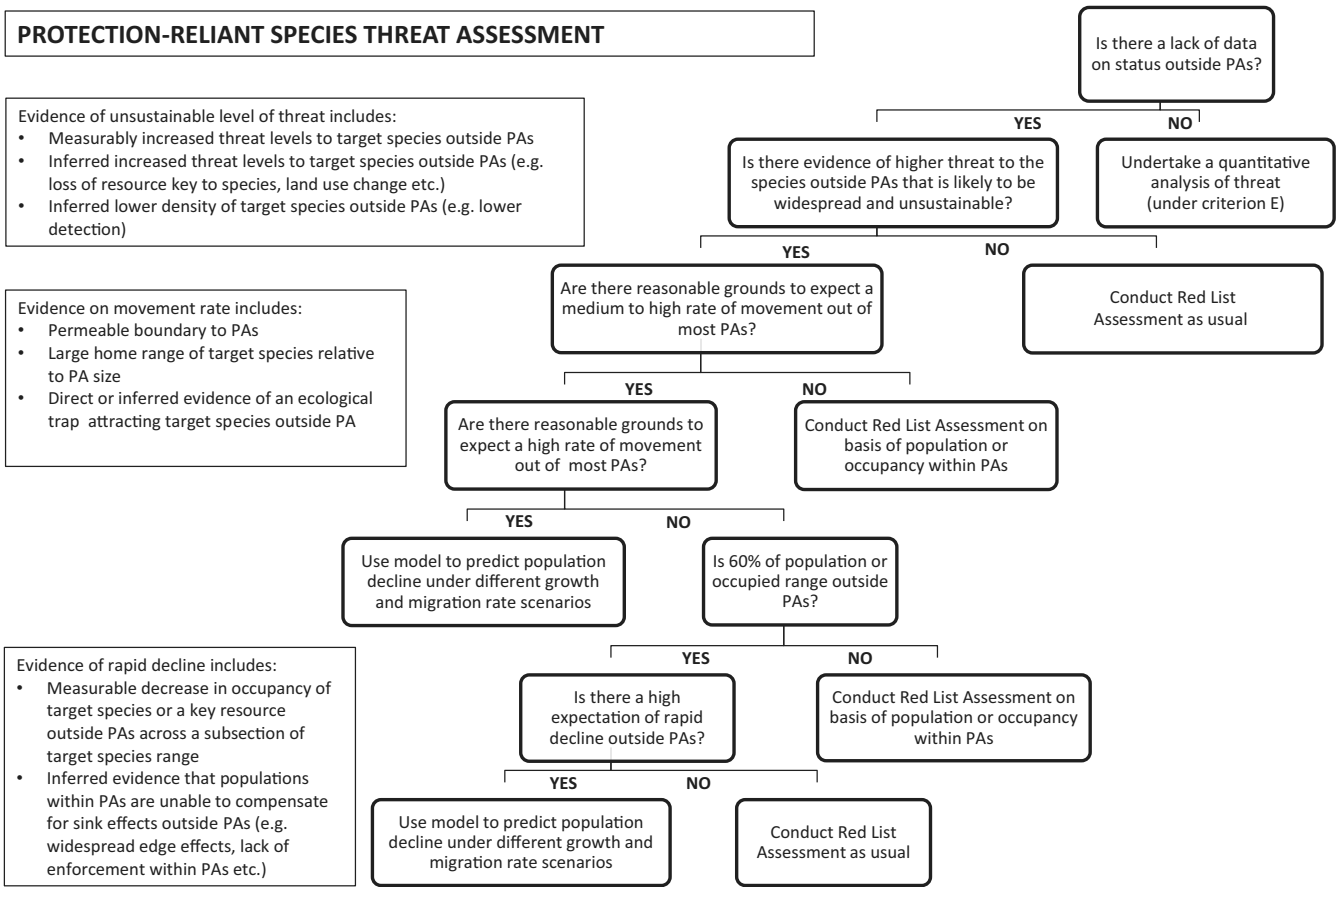 PROTECTION-RELIANT SPECIES THREAT ASSESSMENT
Is there a lack of data
on status outside PAs?
YES
NO
Evidence of unsustainable level of threat includes:
• Measurably increased threat levels to target species outside PAs
• Inferred increased threat levels to target species outside PAs (e.g.
loss of resource key to species, land use change etc.)
• Inferred lower density of target species outside PAs (e.g. lower
detection)
Is there evidence of higher threat to the
species outside PAs that is likely to be
widespread and unsustainable?
Undertake a quantitative
analysis of threat
(under criterion E)
YES
NO
Evidence on movement rate includes:
• Permeable boundary to PAs
• Large home range of target species relative
to PA size
• Direct or inferred evidence of an ecological
trap attracting target species outside PA
Are there reasonable grounds to expect a
medium to high rate of movement out of
most PAs?
Conduct Red List
Assessment as usual
YES
NO
Are there reasonable grounds to
expect a high rate of movement
out of most PAs?
Conduct Red List Assessment on
basis of population or
occupancy within PAs
YES
NO
Use model to predict population
decline under different growth
and migration rate scenarios
Is 60% of population or
occupied range outside
PAs?
YES
NO
Evidence of rapid decline includes:
• Measurable decrease in occupancy of
target species or a key resource
outside PAs across a subsection of
target species range
• Inferred evidence that populations
within PAs are unable to compensate
for sink effects outside PAs (e.g.
widespread edge effects, lack of
enforcement within PAs etc.)
Is there a high
expectation of rapid
decline outside PAs?
Conduct Red List Assessment on
basis of population or occupancy
within PAs
YES
NO
Use model to predict population
decline under different growth and
migration rate scenarios
Conduct Red List
Assessment as usual